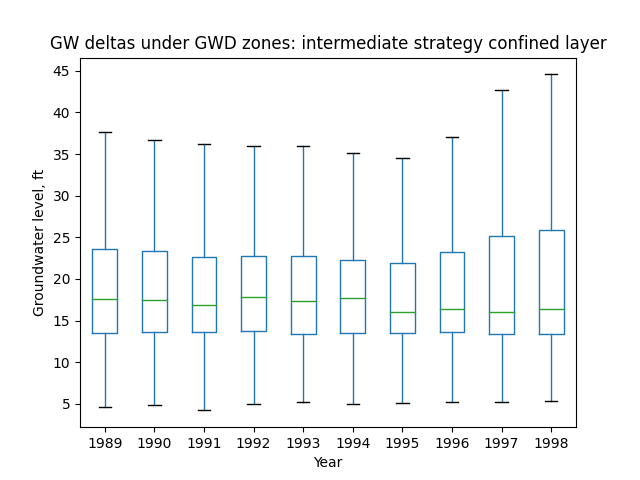 GW deltas under GWD zones: intermediate strategy confined layer
45
40
35
30
25
20
15
10
5
Groundwater level, ft
1989 1990 1991 1992 1993 1994 1995 1996 1997 1998
Year